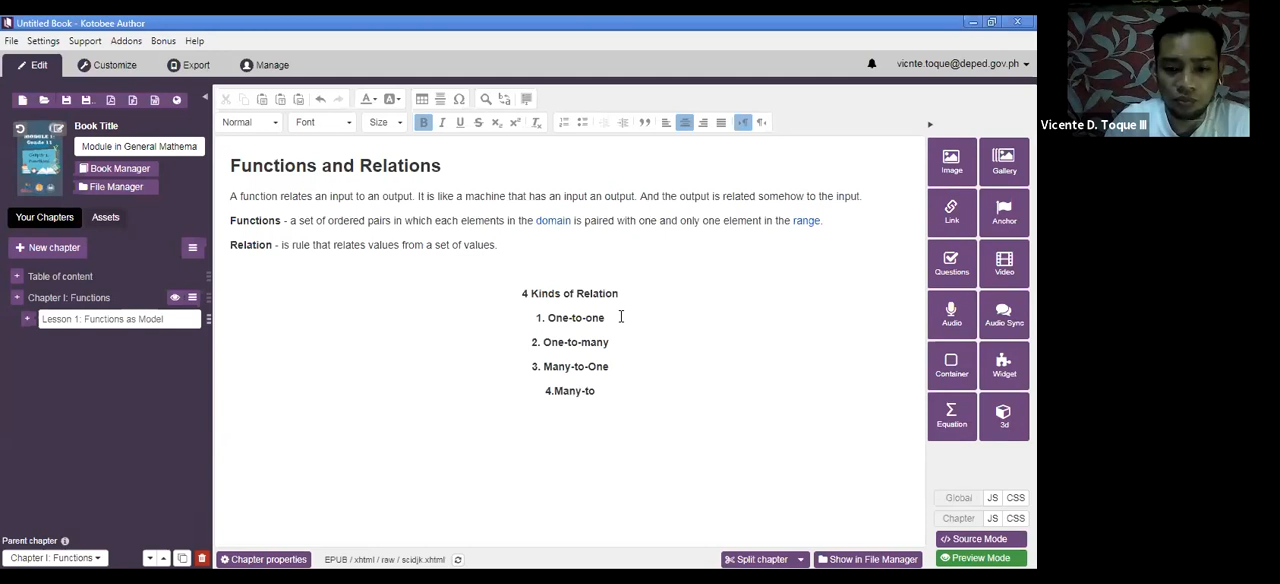 Untitled Book - Kotobee Author
File Settings Support Addons Bonus Help
Edit Customize Export Manage
vicnte.toque@deped.gov.ph
Book Title
Module in General Mathema
Book Manager
File Manager
Your Chapters Assets
New chapter
Table of content
Chapter I: Functions
Lesson 1: Functions as Model
Parent chapter
Chapter I: Functions
Normal Font Size
Functions and Relations
A function relates an input to an output. It is like a machine that has an input an output. And the output is related somehow to the input.
Functions - a set of ordered pairs in which each elements in the domain is paired with one and only one element in the range.
Relation - is rule that relates values from a set of values.
4 Kinds of Relation
1. One-to-one
2. One-to-many
3. Many-to-One
4.Many-to
Chapter properties
EPUB / xhtml / raw / scidjk.xhtml
Split chapter
Show in File Manager
Image Gallery
Link Anchor
Questions Video
Audio Audio Sync
Container Widget
Equation 3d
Global JS CSS
Chapter JS CSS
</> Source Mode
Preview Mode
Vicente D. Toque III